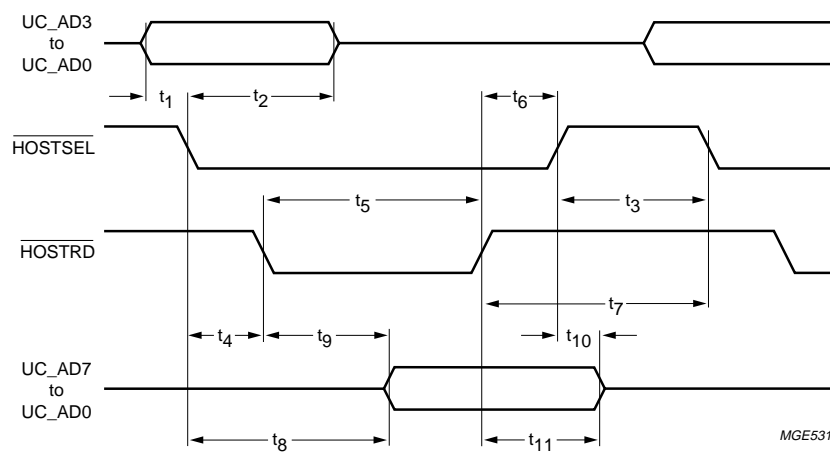 UC_AD3
to
UC_AD0
t1
t2
t6
HOSTSEL
t5
t3
HOSTRD
t7
t4
t9
t10
UC_AD7
to
UC_AD0
t8
t11
MGE531